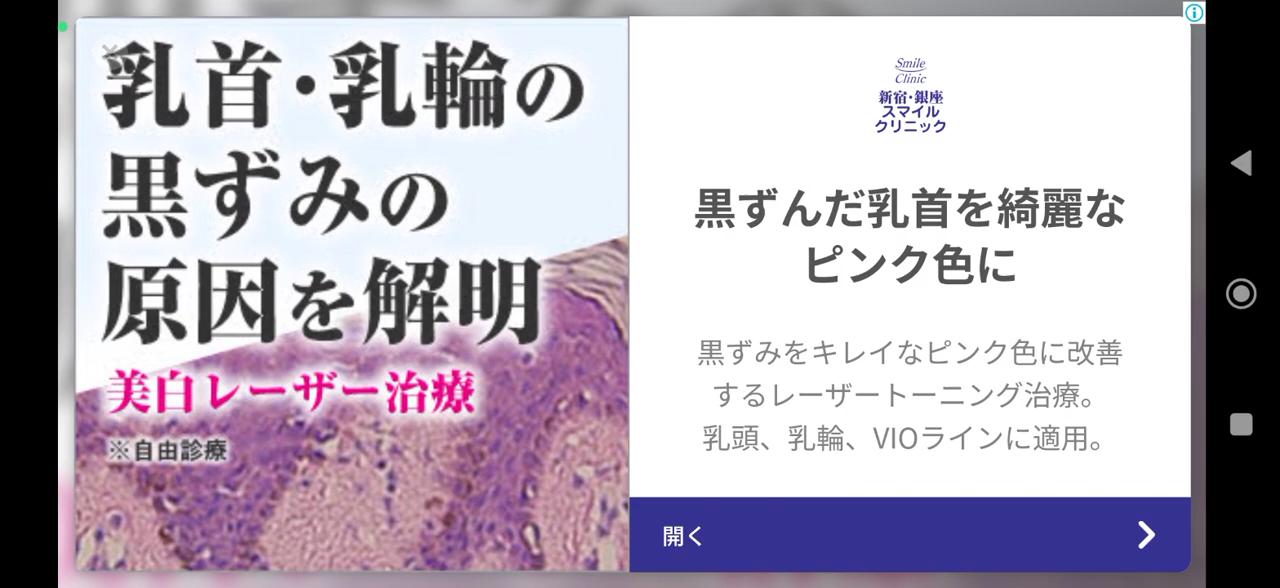 乳首・乳輪の
黒ずみの
原因を解明
美白レーザー治療
※自由診療
Smile
Clinic
新宿・銀座
スマイル
クリニック
黒ずんだ乳首を綺麗な
ピンク色に
黒ずみをキレイなピンク色に改善
するレーザートーニング治療。
乳頭、乳輪、VIOラインに適用。
開く